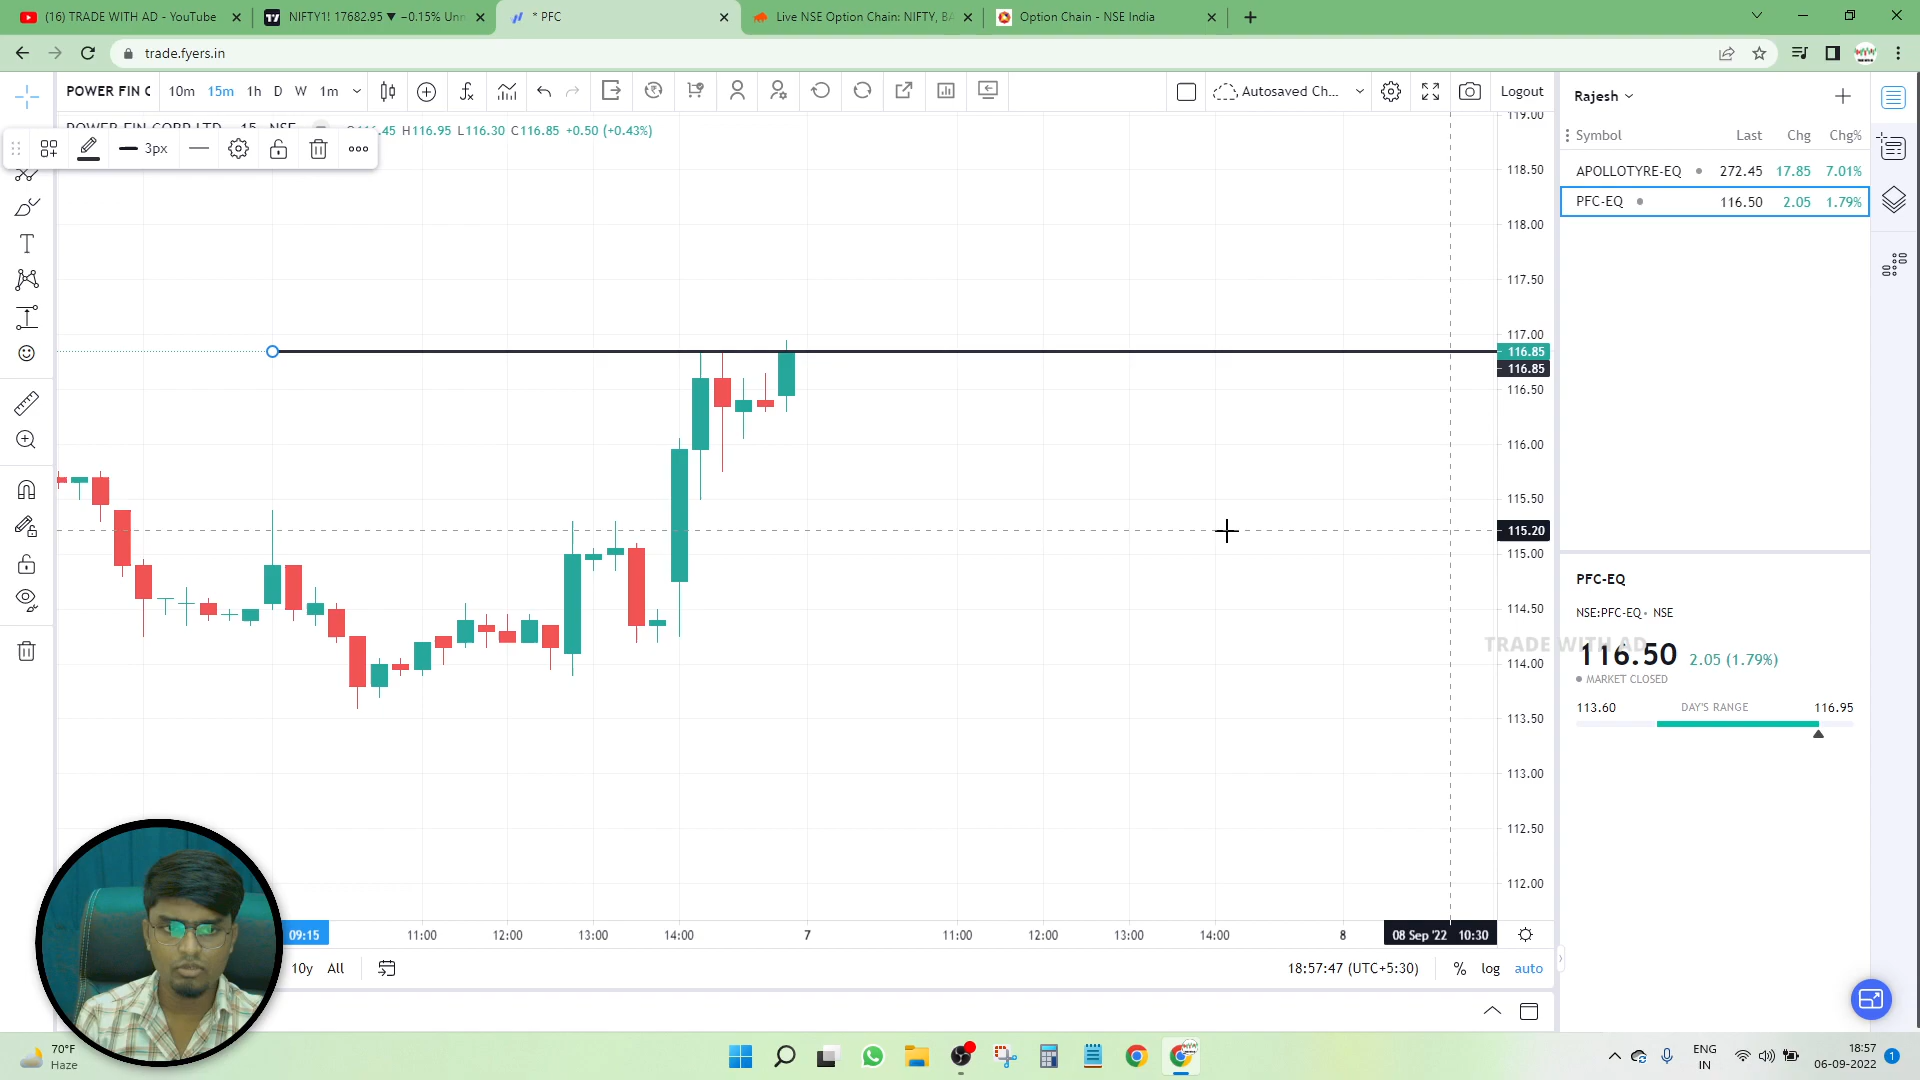 (16) TRADE WITH AD - YouTube
NIFTY1! 17682.95 ▼ −0.15% Unn
* PFC
Live NSE Option Chain: NIFTY, BA
Option Chain - NSE India
trade.fyers.in
POWER FIN C
10m 15m 1h D W 1m
Autosaved Ch...
Logout
116.45 H116.95 L116.30 C116.85 +0.50 (+0.43%)
3px
119.00
118.50
118.00
117.50
117.00
116.85
116.85
116.50
116.00
115.50
115.20
115.00
114.50
114.00
113.50
113.00
112.50
112.00
09:15 11:00 12:00 13:00 14:00 7 11:00 12:00 13:00 14:00 8 08 Sep '22 10:30
10y All
18:57:47 (UTC+5:30) % log auto
Rajesh
Symbol Last Chg Chg%
APOLLOTYRE-EQ 272.45 17.85 7.01%
PFC-EQ 116.50 2.05 1.79%
PFC-EQ
NSE:PFC-EQ • NSE
TRADE WITH AD
116.50 2.05 (1.79%)
MARKET CLOSED
113.60 DAY'S RANGE 116.95
70°F
Haze
ENG
IN
18:57
06-09-2022
1